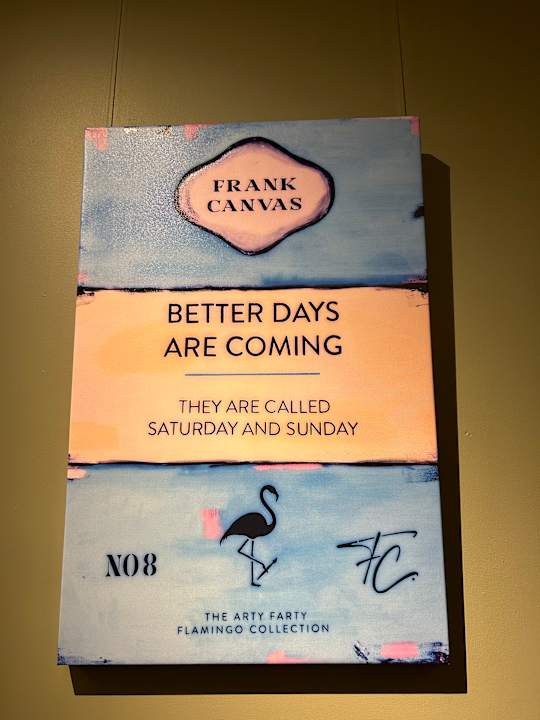 FRANK
CANVAS
BETTER DAYS
ARE COMING
THEY ARE CALLED
SATURDAY AND SUNDAY
NO8
FC.
THE ARTY FARTY
FLAMINGO COLLECTION